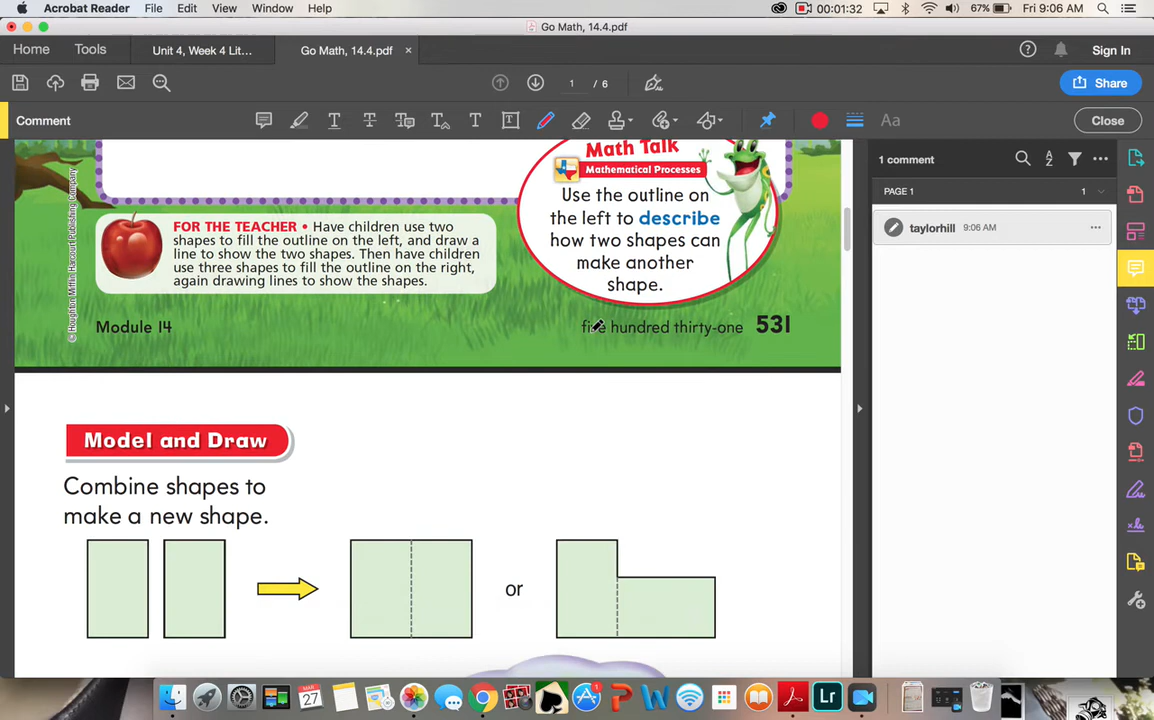 Acrobat Reader File Edit View Window Help 00:01:32 67% Fri 9:06 AM
Go Math, 14.4.pdf
Home Tools Unit 4, Week 4 Lit... Go Math, 14.4.pdf × Sign In
1 / 6 Share
Comment Aa Close
1 comment
PAGE 1 1
taylorhill 9:06 AM
Math Talk
Mathematical Processes
Use the outline on
the left to describe
how two shapes can
make another
shape.
FOR THE TEACHER • Have children use two
shapes to fill the outline on the left, and draw a
line to show the two shapes. Then have children
use three shapes to fill the outline on the right,
again drawing lines to show the shapes.
© Houghton Mifflin Harcourt Publishing Company
Module 14 five hundred thirty-one 531
Model and Draw
Combine shapes to
make a new shape.
or
MAR
27
1
Lr